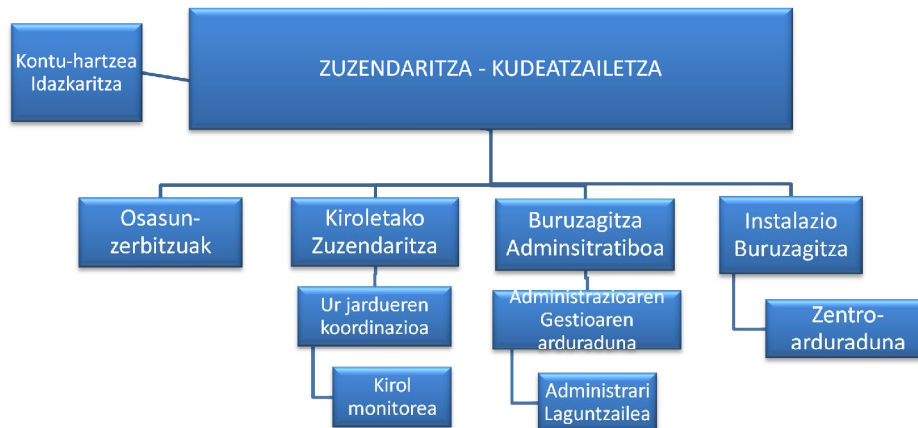 Kontu-hartzea
Idazkaritza
ZUZENDARITZA - KUDEATZAILETZA
Osasun-
zerbitzuak
Kiroletako
Zuzendaritza
Buruzagitza
Adminsitratiboa
Instalazio
Buruzagitza
Ur jardueren
koordinazioa
Administrazioaren
Gestioaren
arduraduna
Zentro-
arduraduna
Kirol
monitorea
Administrari
Laguntzailea